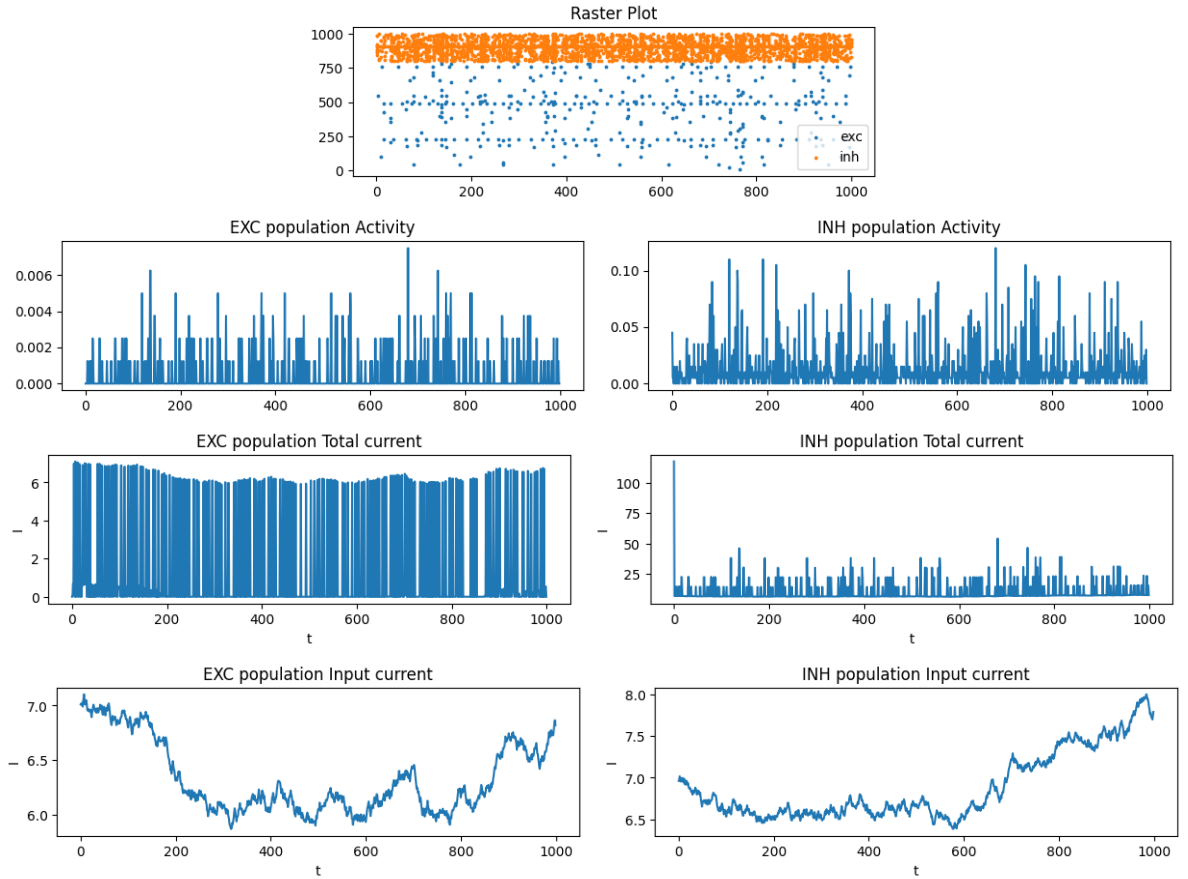 Raster Plot
1000
750
500
250
0
exc
inh
0 200 400 600 800 1000
EXC population Activity
0.006
0.004
0.002
0.000
0 200 400 600 800 1000
INH population Activity
0.10
0.05
0.00
0 200 400 600 800 1000
EXC population Total current
I
6
4
2
0
0 200 400 600 800 1000
t
INH population Total current
I
100
75
50
25
0 200 400 600 800 1000
t
EXC population Input current
I
7.0
6.5
6.0
0 200 400 600 800 1000
t
INH population Input current
I
8.0
7.5
7.0
6.5
0 200 400 600 800 1000
t